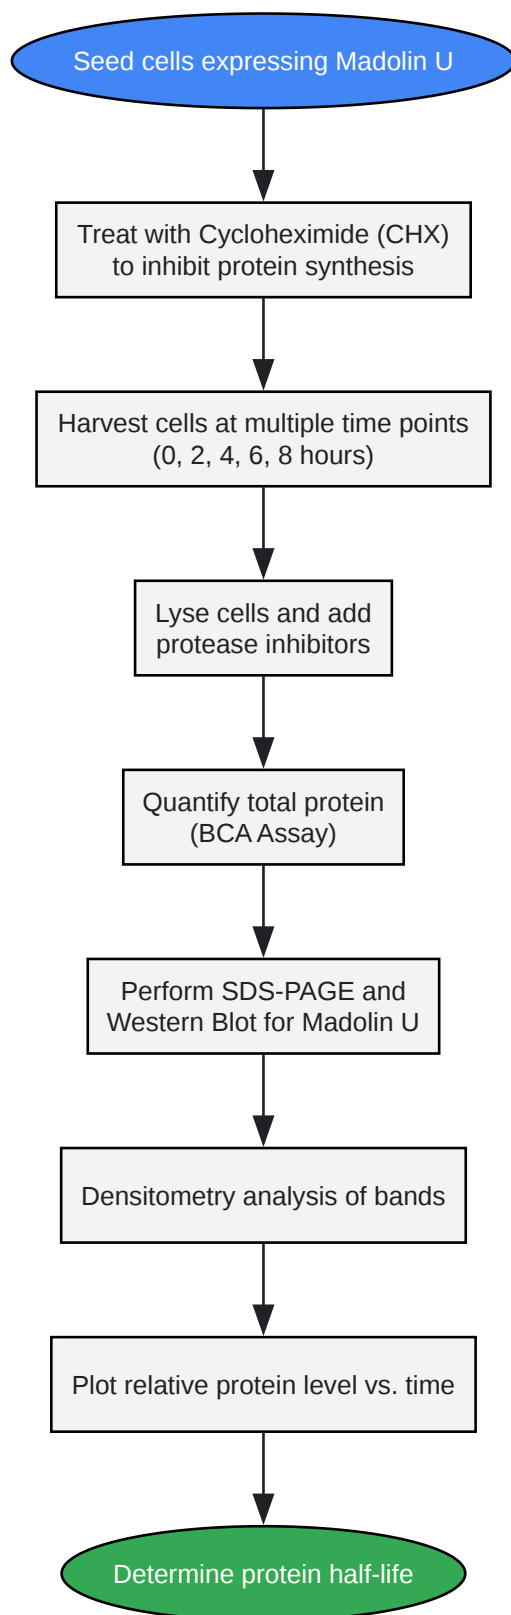 Seed cells expressing Madolin U
Treat with Cycloheximide (CHX)
to inhibit protein synthesis
Harvest cells at multiple time points
(0, 2, 4, 6, 8 hours)
Lyse cells and add
protease inhibitors
Quantify total protein
(BCA Assay)
Perform SDS-PAGE and
Western Blot for Madolin U
Densitometry analysis of bands
Plot relative protein level vs. time
Determine protein half-life